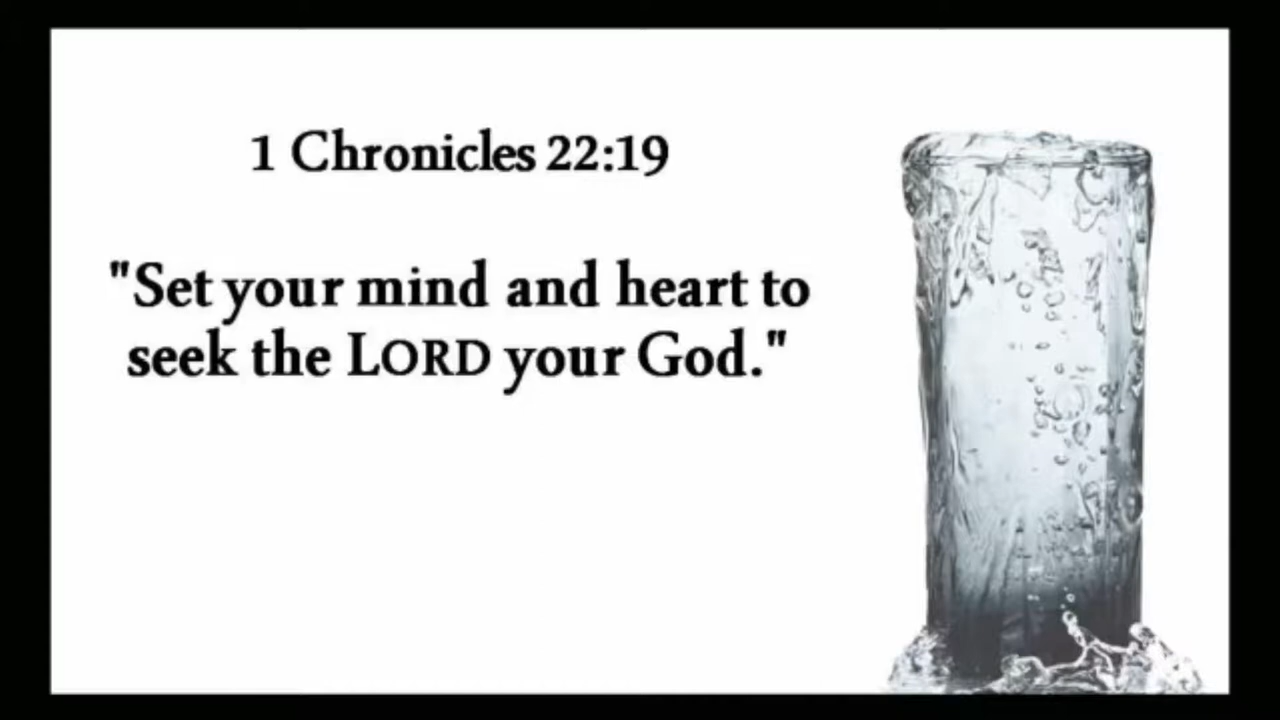 1 Chronicles 22:19
"Set your mind and heart to
seek the LORD your God."